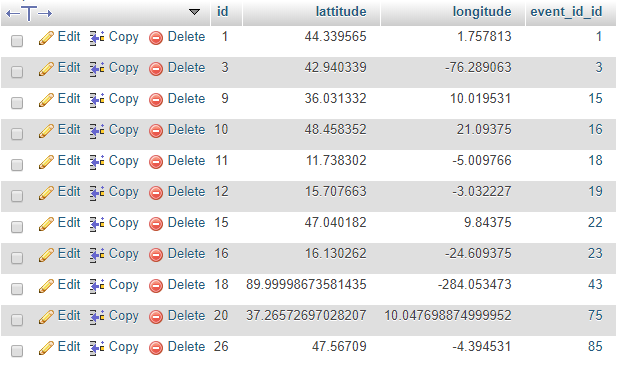 id lattitude longitude event_id_id
Edit Copy Delete 1 44.339565 1.757813 1
Edit Copy Delete 3 42.940339 -76.289063 3
Edit Copy Delete 9 36.031332 10.019531 15
Edit Copy Delete 10 48.458352 21.09375 16
Edit Copy Delete 11 11.738302 -5.009766 18
Edit Copy Delete 12 15.707663 -3.032227 19
Edit Copy Delete 15 47.040182 9.84375 22
Edit Copy Delete 16 16.130262 -24.609375 23
Edit Copy Delete 18 89.99998673581435 -284.053473 43
Edit Copy Delete 20 37.26572697028207 10.047698874999952 75
Edit Copy Delete 26 47.56709 -4.394531 85